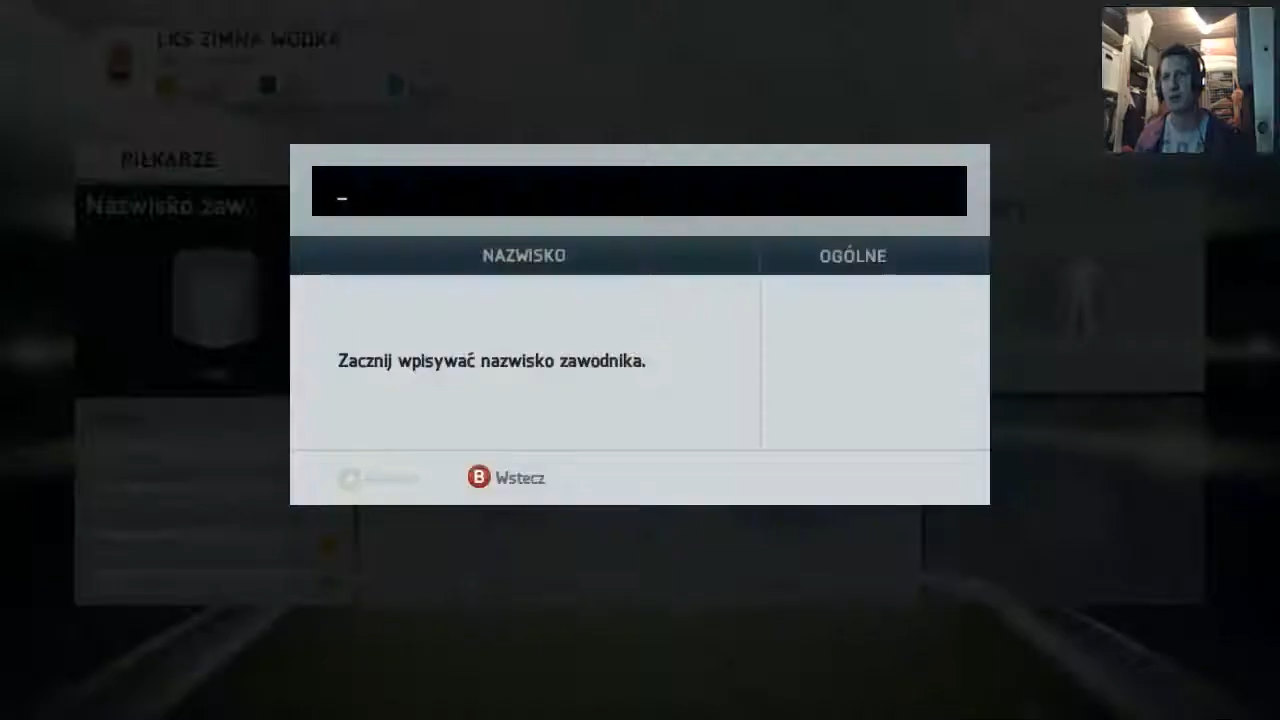 LKS ZIMNA WÓDKA
PIŁKARZE
Nazwisko zaw.
_
NAZWISKO
OGÓLNE
Zacznij wpisywać nazwisko zawodnika.
B Wstecz